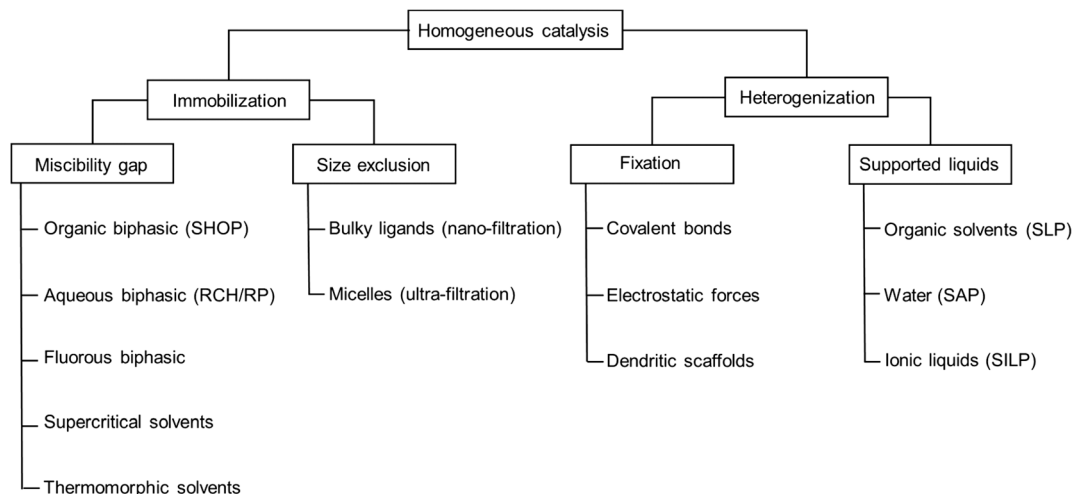 Homogeneous catalysis
Immobilization
Heterogenization
Miscibility gap
Size exclusion
Fixation
Supported liquids
Organic biphasic (SHOP)
Bulky ligands (nano-filtration)
Covalent bonds
Organic solvents (SLP)
Aqueous biphasic (RCH/RP)
Micelles (ultra-filtration)
Electrostatic forces
Water (SAP)
Fluorous biphasic
Dendritic scaffolds
Ionic liquids (SILP)
Supercritical solvents
Thermomorphic solvents